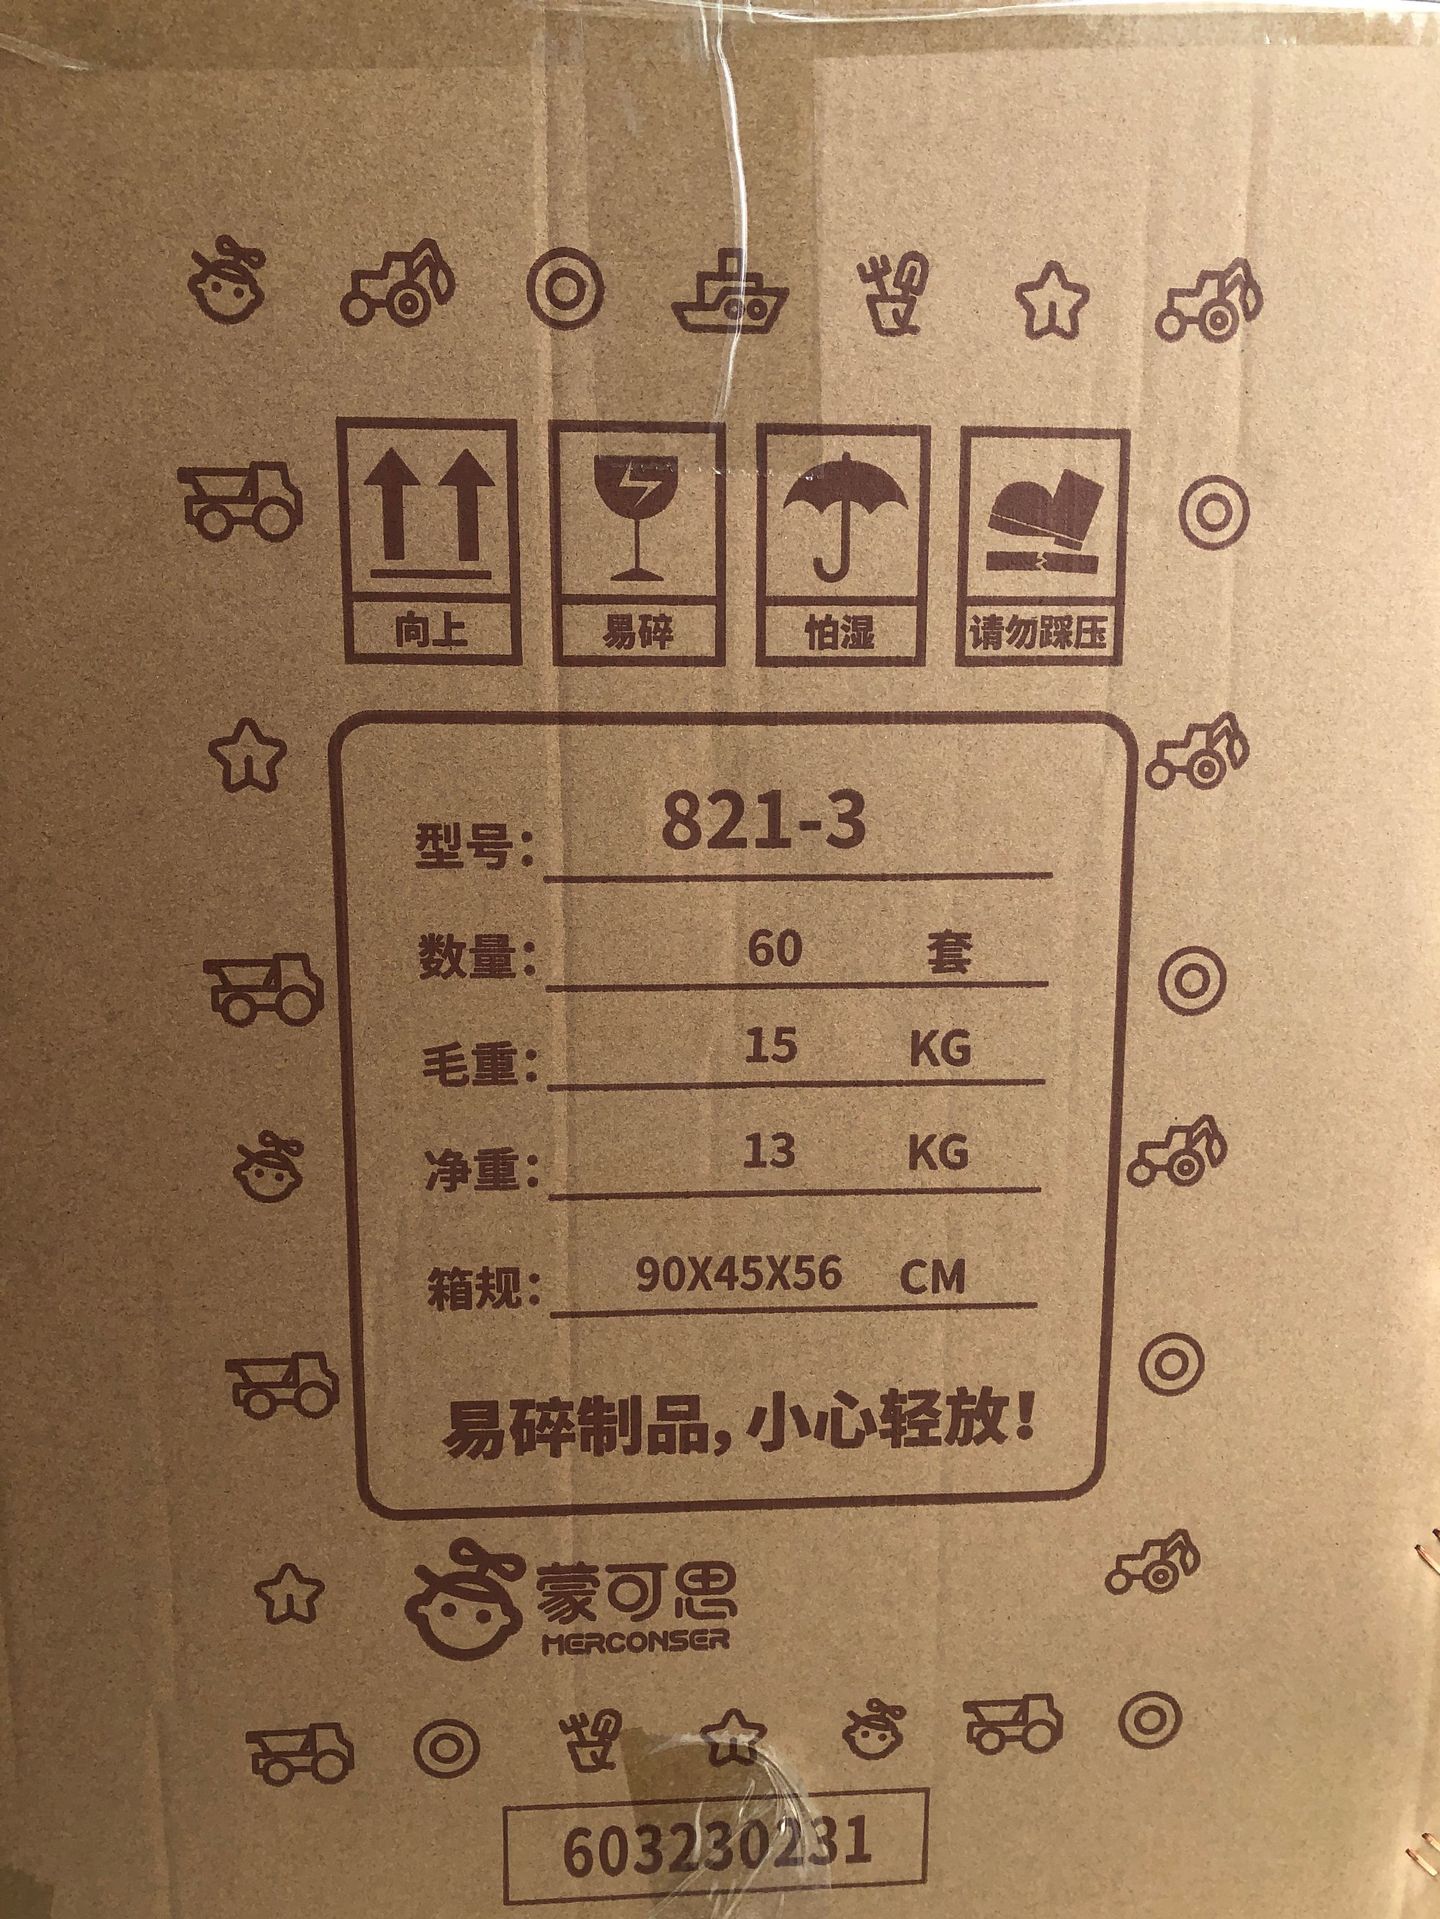 向上 易碎 怕湿 请勿踩压
型号： 821-3
数量： 60 套
毛重： 15 KG
净重： 13 KG
箱规： 90X45X56 CM
易碎制品，小心轻放！
蒙可思
MERCONSER
603230231